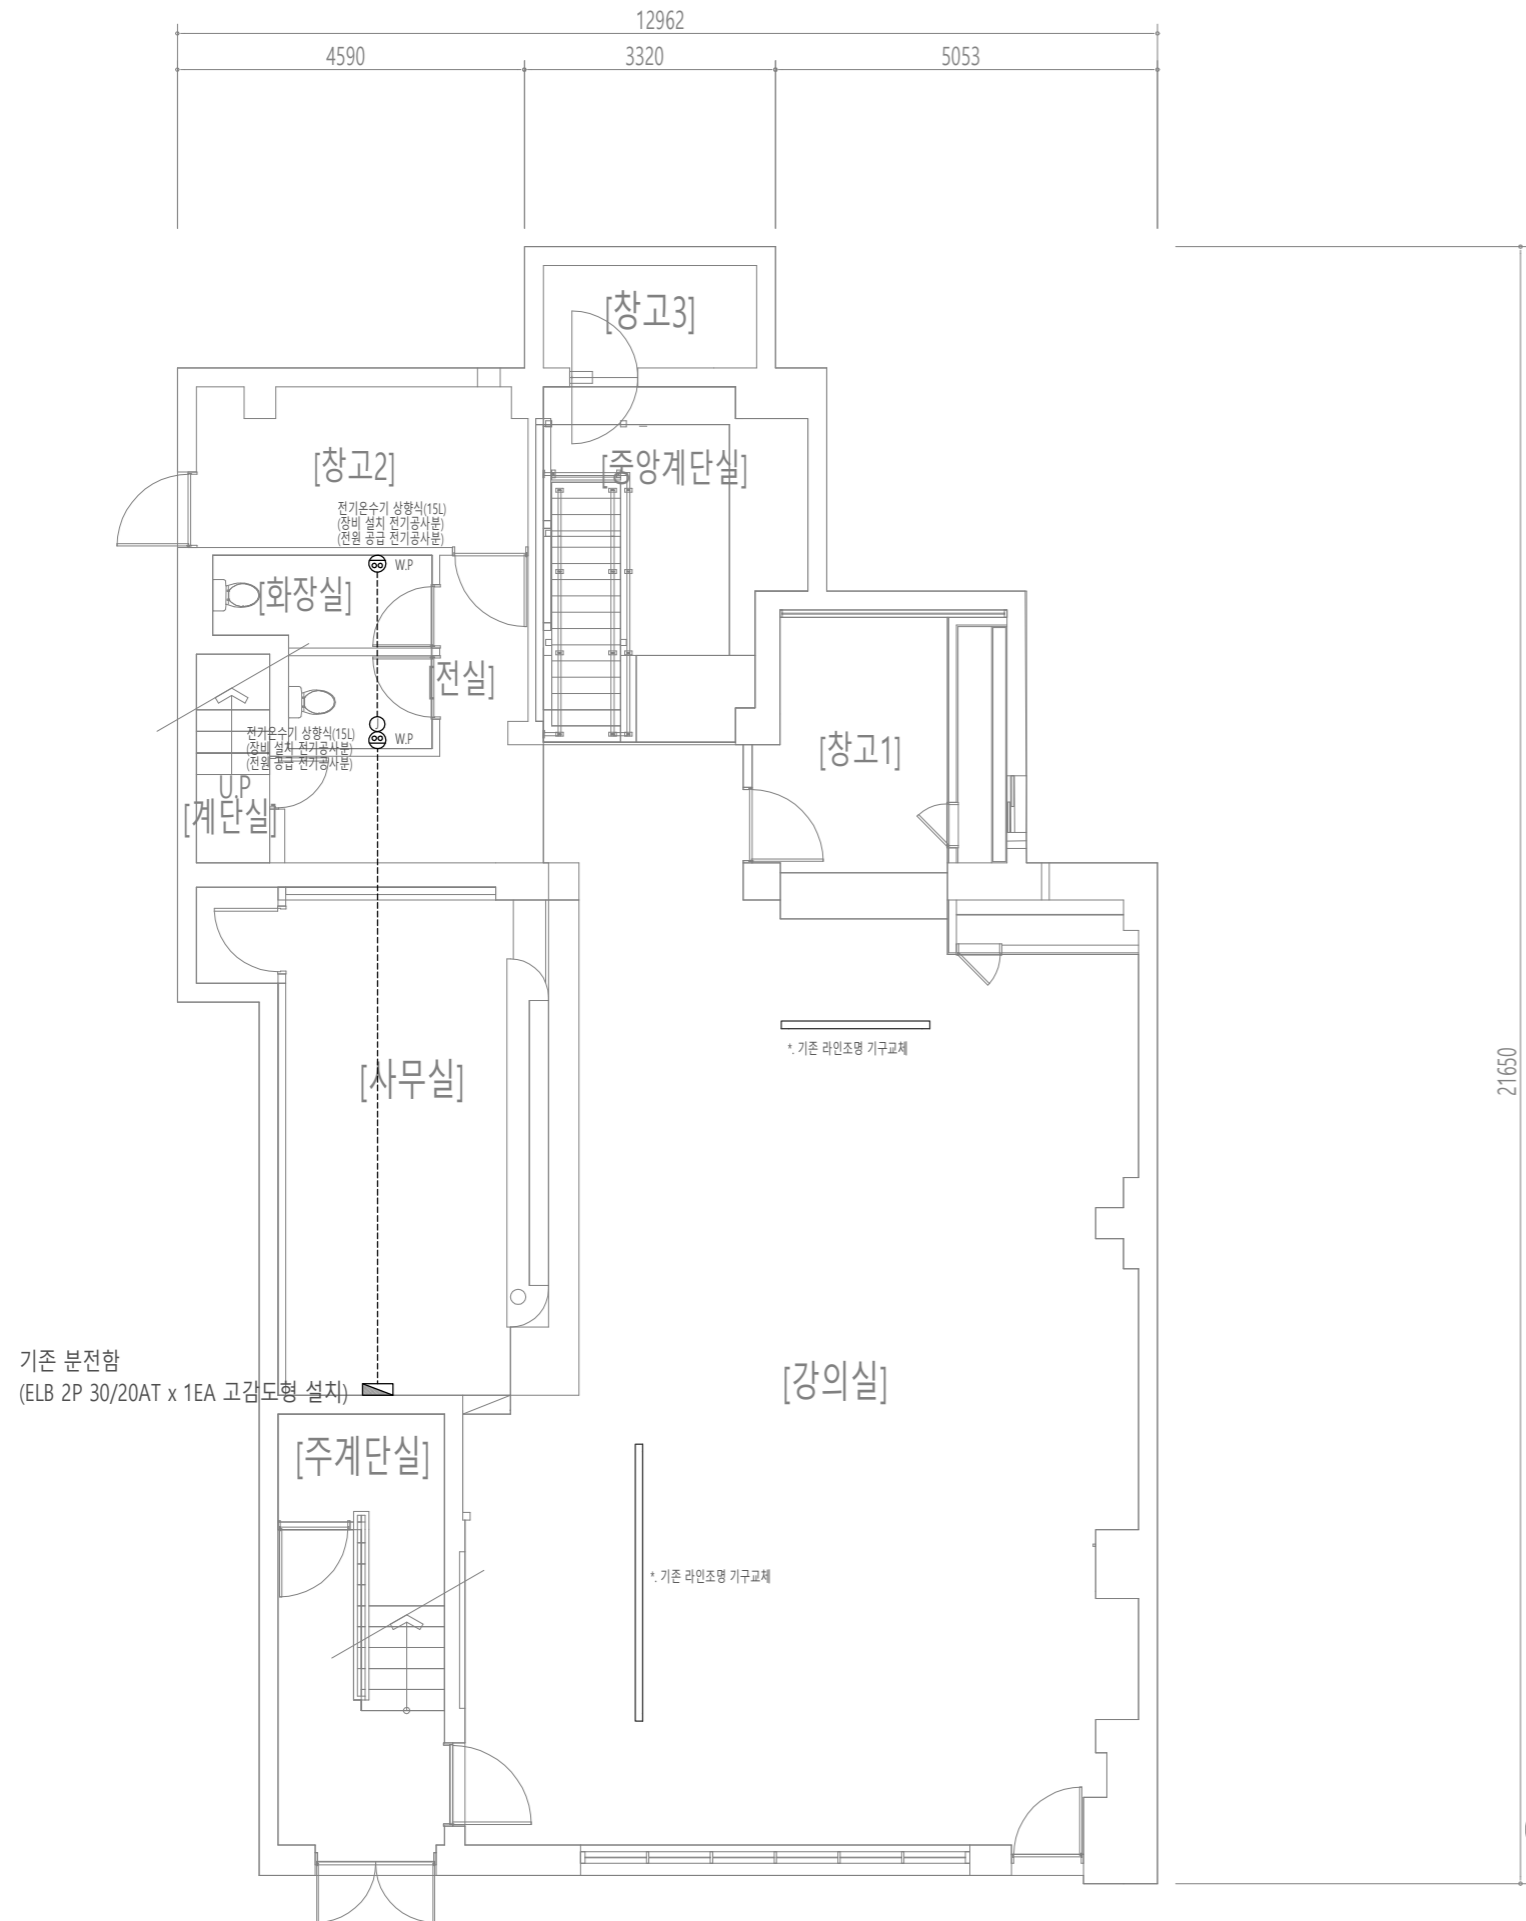 12962
4590
3320
5053
[창고3]
[창고2]
[중앙계단실]
전기온수기 상향식(15L)
(장비 설치 전기공사분)
(전원 공급 전기공사분)
W.P
[화장실]
[전실]
J
전기온수기 상향식(15L)
(장비 설치 전기공사분)
(전원 공급 전기공사분)
W.P
[창고1]
U.P
[계단실]
*. 기존 라인조명 기구교체
[사무실]
21650
기존 분전함
(ELB 2P 30/20AT x 1EA 고감도형 설치)
[강의실]
[주계단실]
*. 기존 라인조명 기구교체